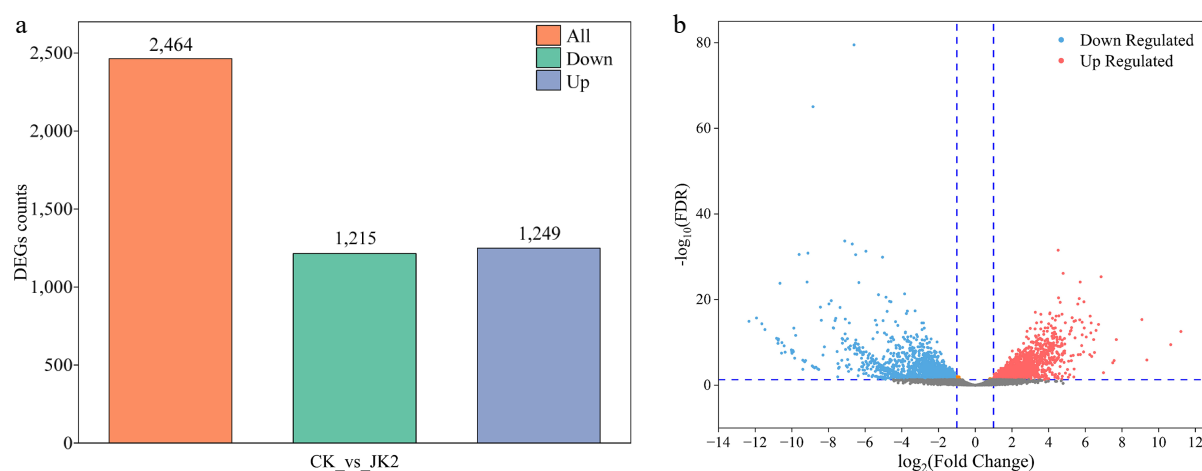 a
2,464
1,215
1,249
All
Down
Up
2,500
2,000
1,500
1,000
500
0
DEGs counts
CK_vs_JK2
b
Down Regulated
Up Regulated
80
60
40
20
0
-log10(FDR)
−14 −12 −10 −8 −6 −4 −2 0 2 4 6 8 10 12
log2(Fold Change)